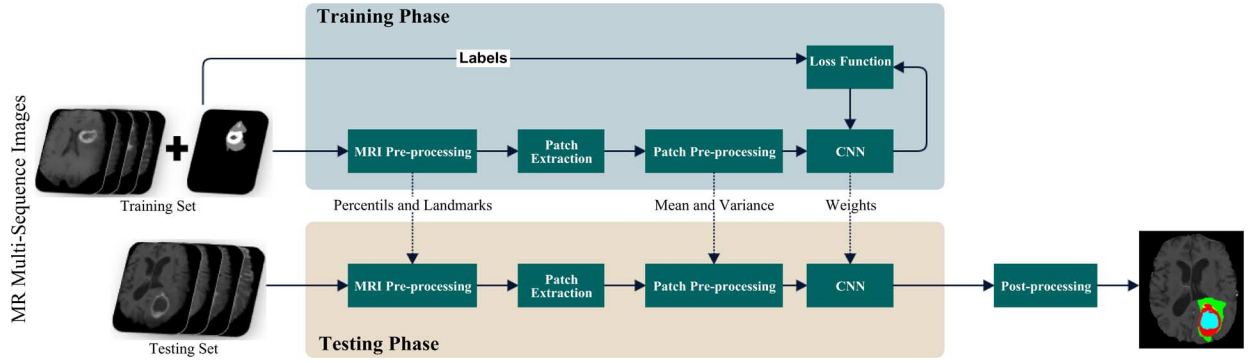 Training Phase
Labels
Loss Function
MRI Pre-processing
Patch
Extraction
Patch Pre-processing
CNN
MR Multi-Sequence Images
Training Set
Percentils and Landmarks
Mean and Variance
Weights
MRI Pre-processing
Patch
Extraction
Patch Pre-processing
CNN
Post-processing
Testing Set
Testing Phase